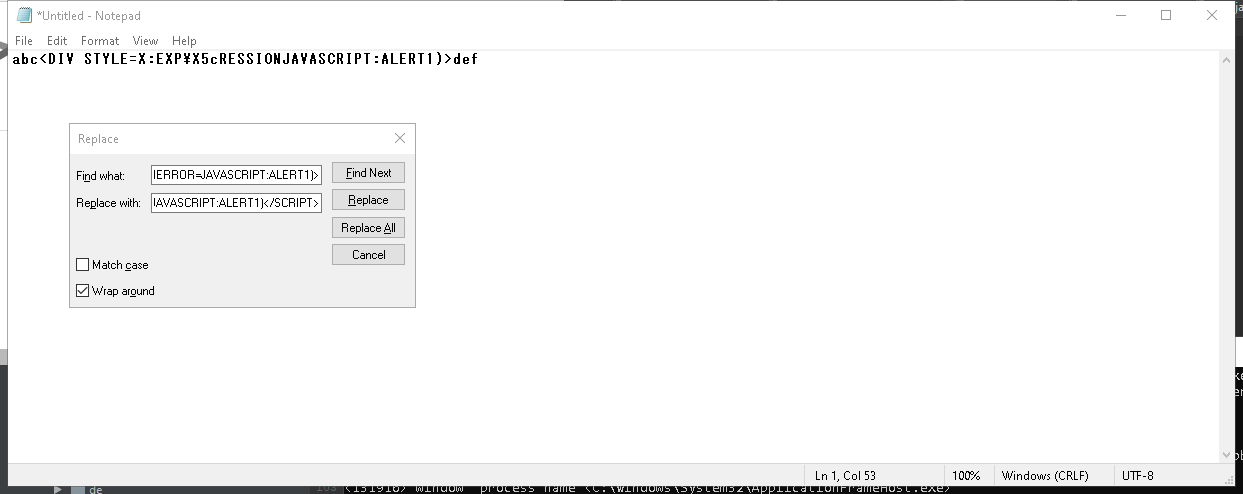 *Untitled - Notepad
File Edit Format View Help
abc<DIV STYLE=X:EXP¥X5cRESSIONJAVASCRIPT:ALERT1)>def
Replace
Find what:
IERROR=JAVASCRIPT:ALERT1)>
Find Next
Replace with:
IAVASCRIPT:ALERT1)</SCRIPT>
Replace
Replace All
Cancel
Match case
Wrap around
Ln 1, Col 53
100%
Windows (CRLF)
UTF-8
de
(131916) window process name <C:\Windows\System32\ApplicationFrameHost.exe>